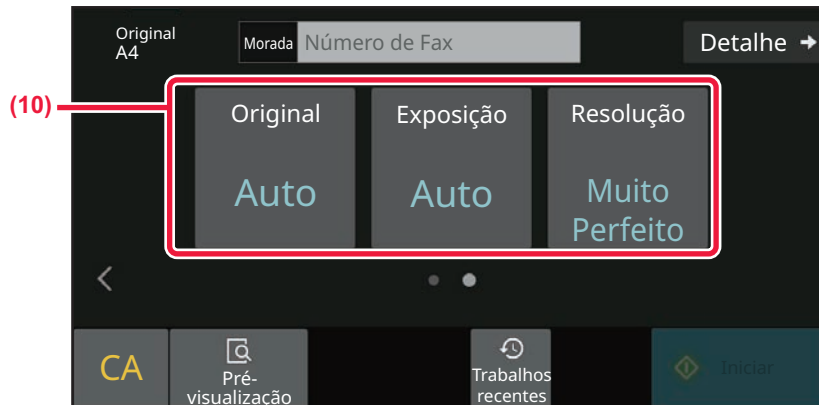 Original
A4
Morada Número de Fax
Detalhe
(10)
Original
Exposição
Resolução
Auto
Auto
Muito
Perfeito
CA
Pré-
visualização
Trabalhos
recentes
Iniciar